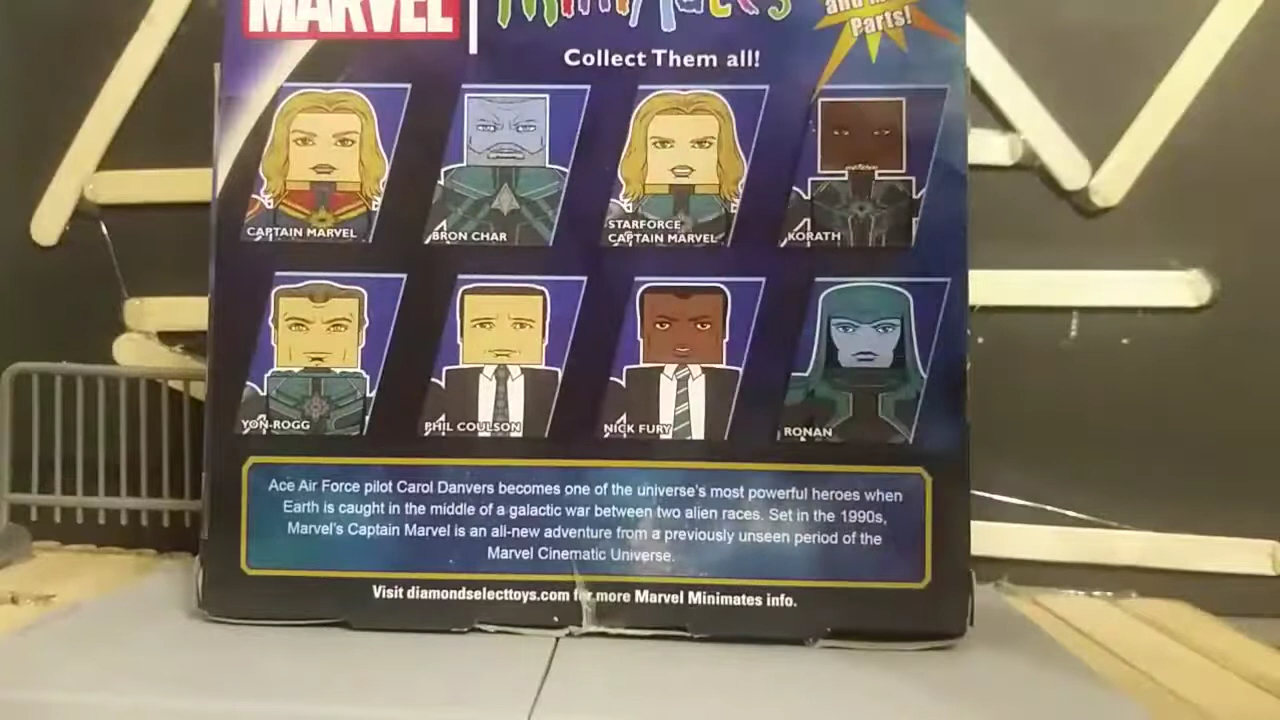 MARVEL
MiniMates
and
Parts!
Collect Them all!
CAPTAIN MARVEL
BRON CHAR
STARFORCE
CAPTAIN MARVEL
KORATH
YON-ROGG
PHIL COULSON
NICK FURY
RONAN
Ace Air Force pilot Carol Danvers becomes one of the universe's most powerful heroes when
Earth is caught in the middle of a galactic war between two alien races. Set in the 1990s,
Marvel's Captain Marvel is an all-new adventure from a previously unseen period of the
Marvel Cinematic Universe.
Visit diamondselecttoys.com for more Marvel Minimates info.